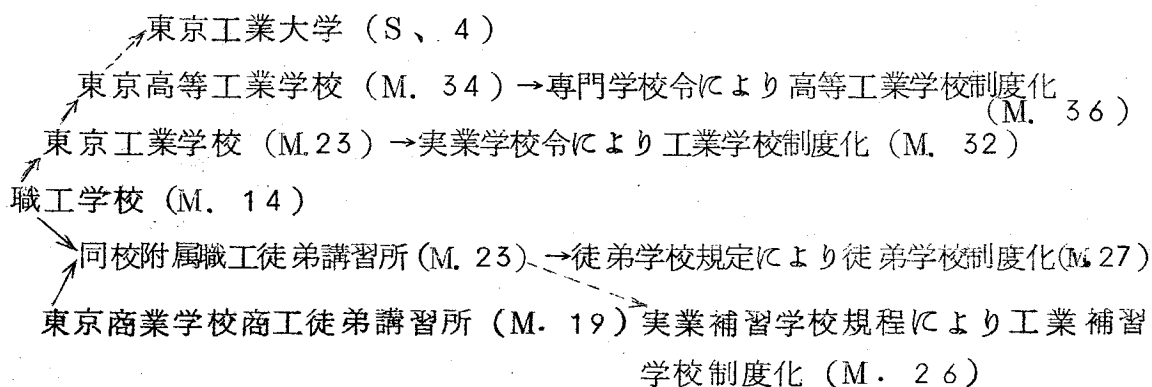 東京工業大学(S、4)
東京高等工業学校(M. 34)→専門学校令により高等工業学校制度化
(M. 36)
東京工業学校(M.23)→実業学校令により工業学校制度化(M. 32)
職工学校(M. 14)
同校附属職工徒弟講習所(M. 23)→徒弟学校規定により徒弟学校制度化(M.27)
東京商業学校商工徒弟講習所(M. 19)実業補習学校規程により工業補習
学校制度化(M. 26)